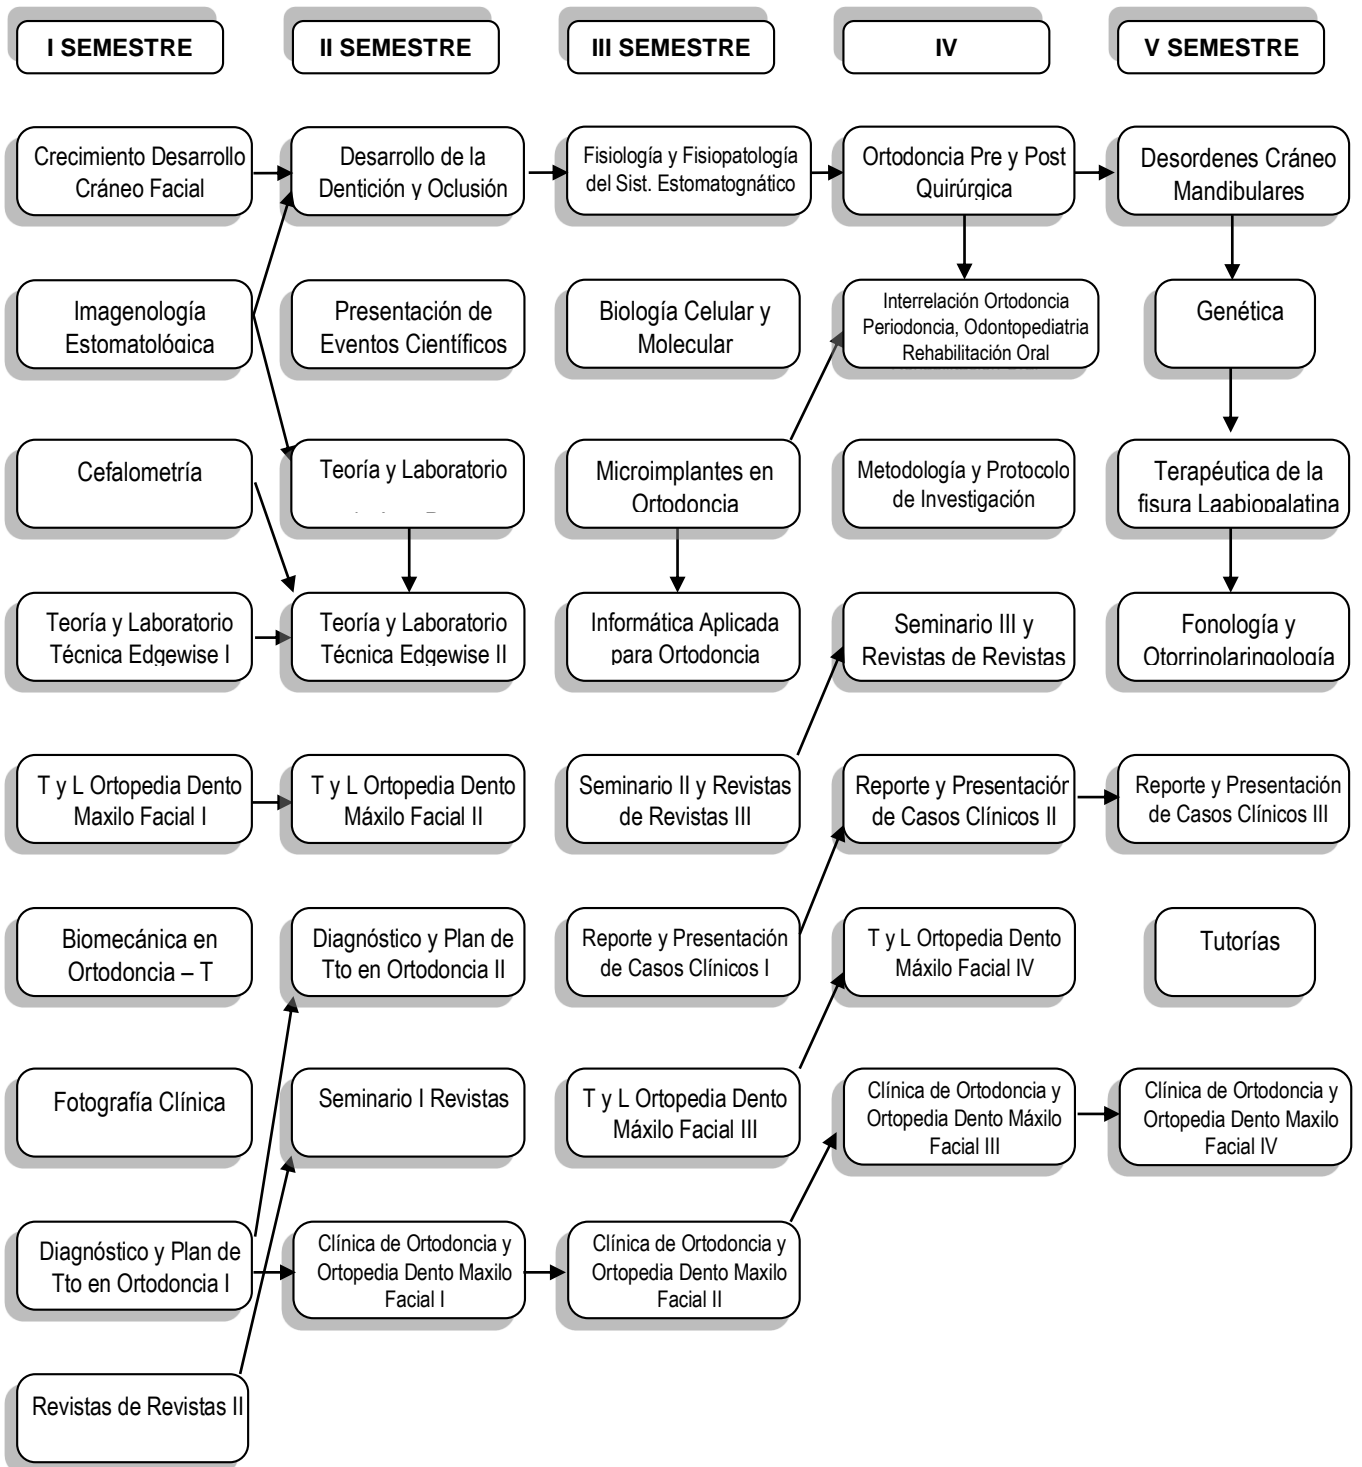 I SEMESTRE
II SEMESTRE
III SEMESTRE
IV
V SEMESTRE
Crecimiento Desarrollo
Cráneo Facial
Desarrollo de la
Dentición y Oclusión
Fisiología y Fisiopatología
del Sist. Estomatognático
Ortodoncia Pre y Post
Quirúrgica
Desordenes Cráneo
Mandibulares
Imagenología
Estomatológica
Presentación de
Eventos Científicos
Biología Celular y
Molecular
Interrelación Ortodoncia
Periodoncia, Odontopediatria
Rehabilitación Oral
Genética
Cefalometría
Teoría y Laboratorio
Microimplantes en
Ortodoncia
Metodología y Protocolo
de Investigación
Terapéutica de la
fisura Laabiopalatina
Teoría y Laboratorio
Técnica Edgewise I
Teoría y Laboratorio
Técnica Edgewise II
Informática Aplicada
para Ortodoncia
Seminario III y
Revistas de Revistas
Fonología y
Otorrinolaringología
T y L Ortopedia Dento
Maxilo Facial I
T y L Ortopedia Dento
Máxilo Facial II
Seminario II y Revistas
de Revistas III
Reporte y Presentación
de Casos Clínicos II
Reporte y Presentación
de Casos Clínicos III
Biomecánica en
Ortodoncia – T
Diagnóstico y Plan de
Tto en Ortodoncia II
Reporte y Presentación
de Casos Clínicos I
T y L Ortopedia Dento
Máxilo Facial IV
Tutorías
Fotografía Clínica
Seminario I Revistas
T y L Ortopedia Dento
Máxilo Facial III
Clínica de Ortodoncia y
Ortopedia Dento Máxilo
Facial III
Clínica de Ortodoncia y
Ortopedia Dento Maxilo
Facial IV
Diagnóstico y Plan de
Tto en Ortodoncia I
Clínica de Ortodoncia y
Ortopedia Dento Maxilo
Facial I
Clínica de Ortodoncia y
Ortopedia Dento Maxilo
Facial II
Revistas de Revistas II